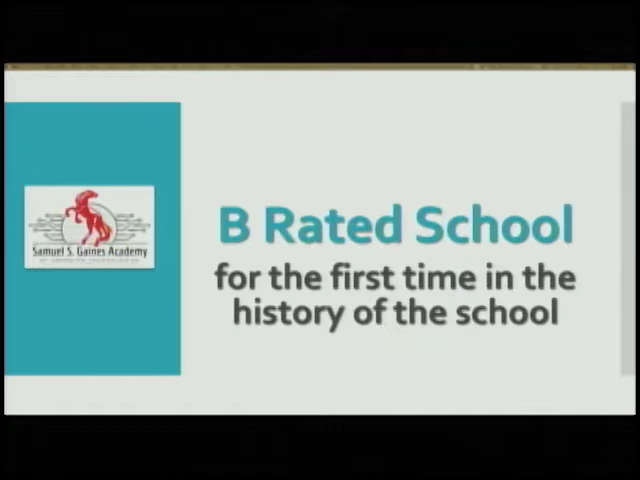 Samuel S. Gaines Academy
B Rated School
for the first time in the
history of the school